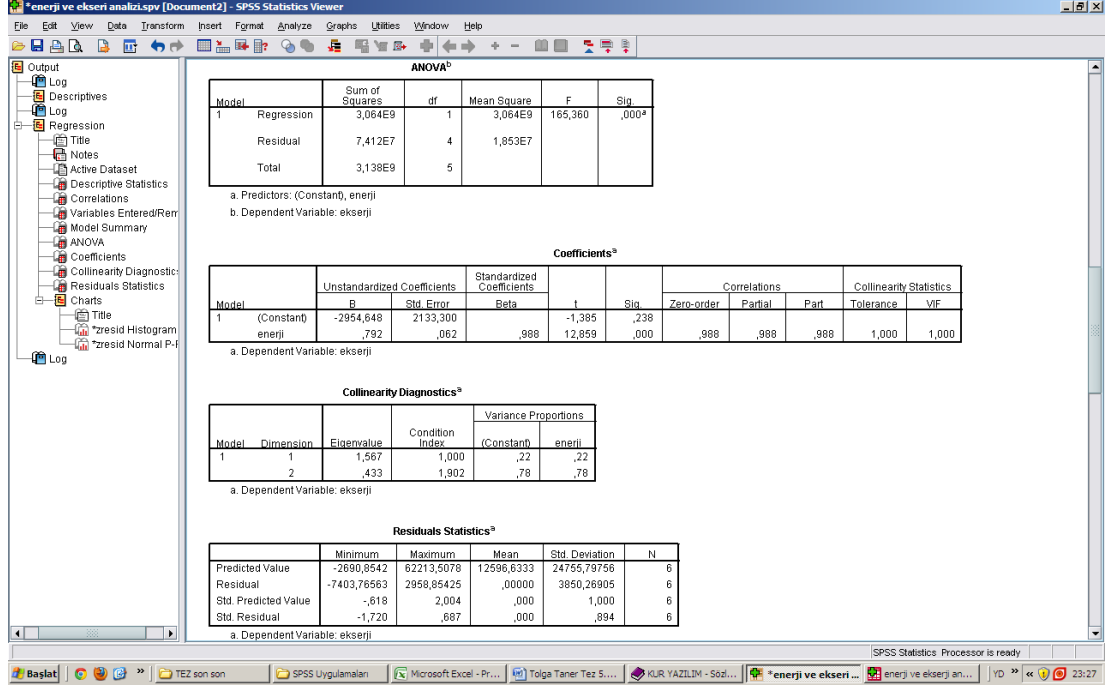 *enerji ve ekseri analizi.spv [Document2] - SPSS Statistics Viewer
File Edit View Data Transform Insert Format Analyze Graphs Utilities Window Help
Output
Log
Descriptives
Log
Regression
Title
Notes
Active Dataset
Descriptive Statistics
Correlations
Variables Entered/Rem
Model Summary
ANOVA
Coefficients
Collinearity Diagnostic
Residuals Statistics
Charts
Title
*zresid Histogram
*zresid Normal P-F
Log
ANOVAb
Model Sum of Squares df Mean Square F Sig.
1 Regression 3,064E9 1 3,064E9 165,360 ,000a
Residual 7,412E7 4 1,853E7
Total 3,138E9 5
a. Predictors: (Constant), enerji
b. Dependent Variable: ekserji
Coefficientsa
Unstandardized Coefficients Standardized Coefficients Correlations Collinearity Statistics
Model B Std. Error Beta t Sig. Zero-order Partial Part Tolerance VIF
1 (Constant) -2954,648 2133,300 -1,385 ,238
enerji ,792 ,062 ,988 12,859 ,000 ,988 ,988 ,988 1,000 1,000
a. Dependent Variable: ekserji
Collinearity Diagnosticsa
Variance Proportions
Model Dimension Eigenvalue Condition Index (Constant) enerji
1 1 1,567 1,000 ,22 ,22
2 ,433 1,902 ,78 ,78
a. Dependent Variable: ekserji
Residuals Statisticsa
Minimum Maximum Mean Std. Deviation N
Predicted Value -2690,8542 62213,5078 12596,6333 24755,79756 6
Residual -7403,76563 2958,85425 ,00000 3850,26905 6
Std. Predicted Value -,618 2,004 ,000 1,000 6
Std. Residual -1,720 ,687 ,000 ,894 6
a. Dependent Variable: ekserji
SPSS Statistics Processor is ready
Başlat » TEZ son son SPSS Uygulamaları Microsoft Excel - Pr... Tolga Taner Tez 5.... KUR YAZILIM - Sözl... *enerji ve ekseri ... enerji ve ekserji an... YD » « 23:27